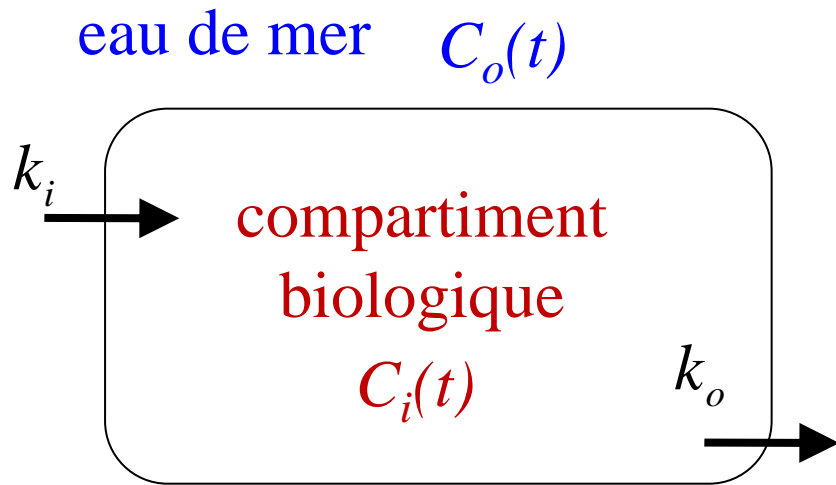 eau de mer C_o(t)
k_i
compartiment
biologique
C_i(t)
k_o